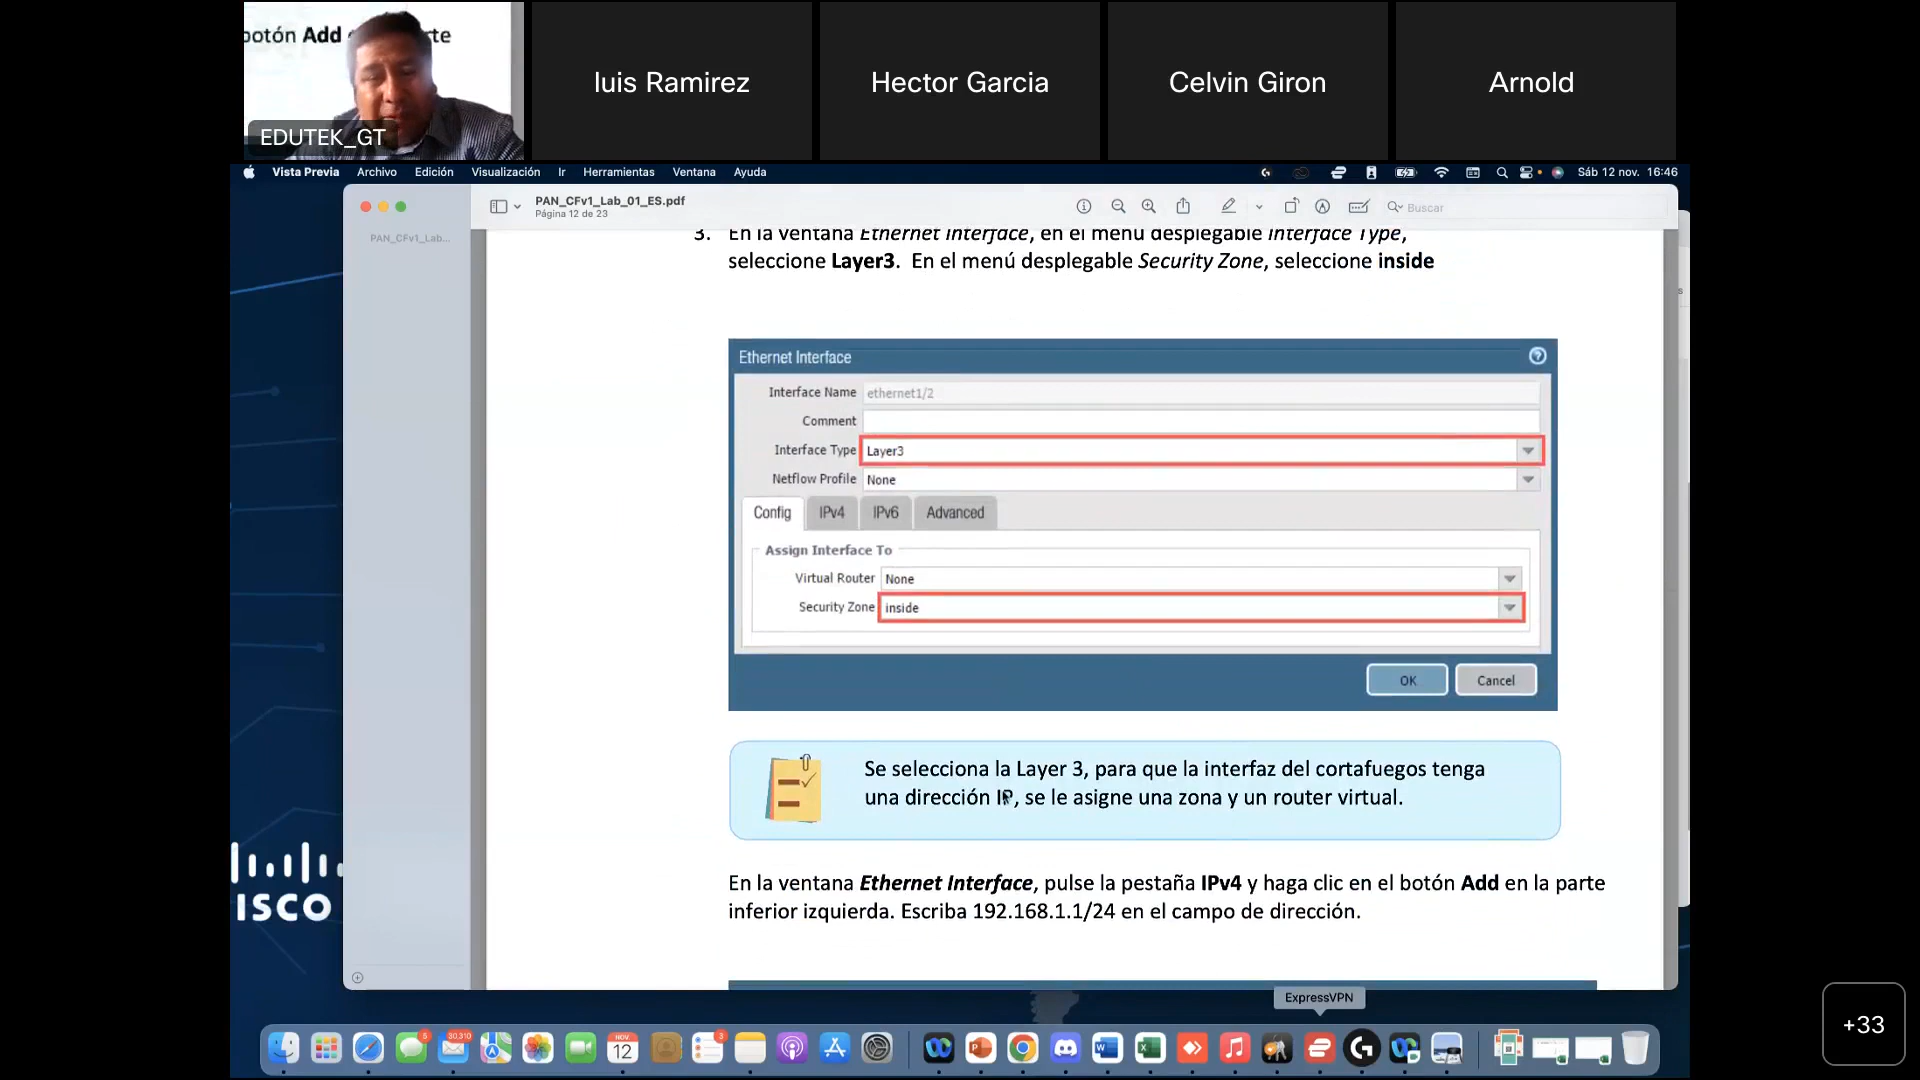 botón Add
rte
EDUTEK_GT
luis Ramirez
Hector Garcia
Celvin Giron
Arnold
Vista Previa Archivo Edición Visualización Ir Herramientas Ventana Ayuda
Sáb 12 nov. 16:46
PAN_CFv1_Lab_01_ES.pdf
Página 12 de 23
Buscar
PAN_CFv1_Lab...
3. En la ventana Ethernet Interface, en el menú desplegable Interface Type,
seleccione Layer3. En el menú desplegable Security Zone, seleccione inside
Ethernet Interface
Interface Name ethernet1/2
Comment
Interface Type Layer3
Netflow Profile None
Config IPv4 IPv6 Advanced
Assign Interface To
Virtual Router None
Security Zone inside
OK Cancel
Se selecciona la Layer 3, para que la interfaz del cortafuegos tenga
una dirección IP, se le asigne una zona y un router virtual.
En la ventana Ethernet Interface, pulse la pestaña IPv4 y haga clic en el botón Add en la parte
inferior izquierda. Escriba 192.168.1.1/24 en el campo de dirección.
ISCO
ExpressVPN
+33
5
30,310
NOV.
12
3